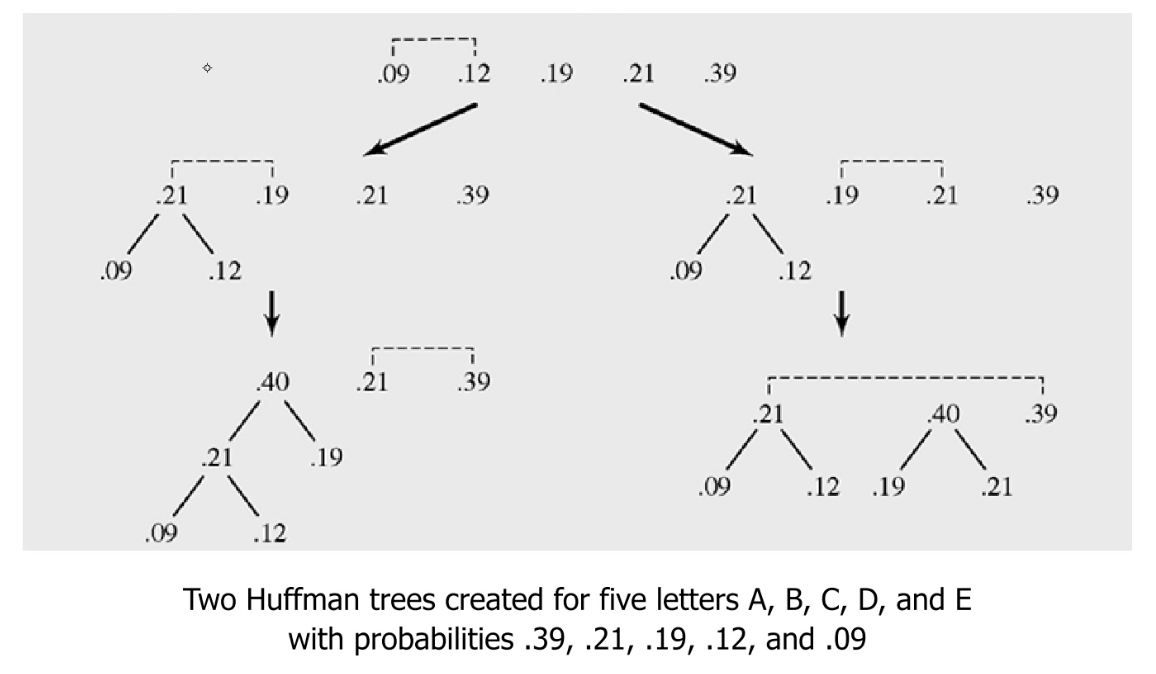 .09 .12 .19 .21 .39
.21 .19 .21 .39
.09 .12
.21 .19 .21 .39
.09 .12
.40 .21 .39
.21 .19
.09 .12
.21 .40 .39
.09 .12 .19 .21
Two Huffman trees created for five letters A, B, C, D, and E
with probabilities .39, .21, .19, .12, and .09